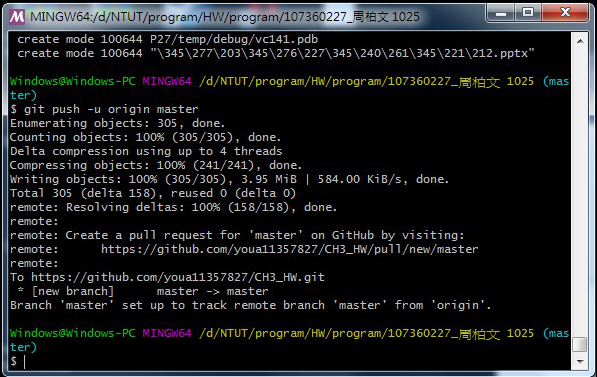 MINGW64:/d/NTUT/program/HW/program/107360227_周柏文 1025
create mode 100644 P27/temp/debug/vc141.pdb
create mode 100644 "\345\277\203\345\276\227\345\240\261\345\221\212.pptx"
Windows@Windows-PC MINGW64 /d/NTUT/program/HW/program/107360227_周柏文 1025 (mas
ter)
$ git push -u origin master
Enumerating objects: 305, done.
Counting objects: 100% (305/305), done.
Delta compression using up to 4 threads
Compressing objects: 100% (241/241), done.
Writing objects: 100% (305/305), 3.95 MiB | 584.00 KiB/s, done.
Total 305 (delta 158), reused 0 (delta 0)
remote: Resolving deltas: 100% (158/158), done.
remote:
remote: Create a pull request for 'master' on GitHub by visiting:
remote:      https://github.com/youa11357827/CH3_HW/pull/new/master
remote:
To https://github.com/youa11357827/CH3_HW.git
 * [new branch]      master -> master
Branch 'master' set up to track remote branch 'master' from 'origin'.
Windows@Windows-PC MINGW64 /d/NTUT/program/HW/program/107360227_周柏文 1025 (mas
ter)
$